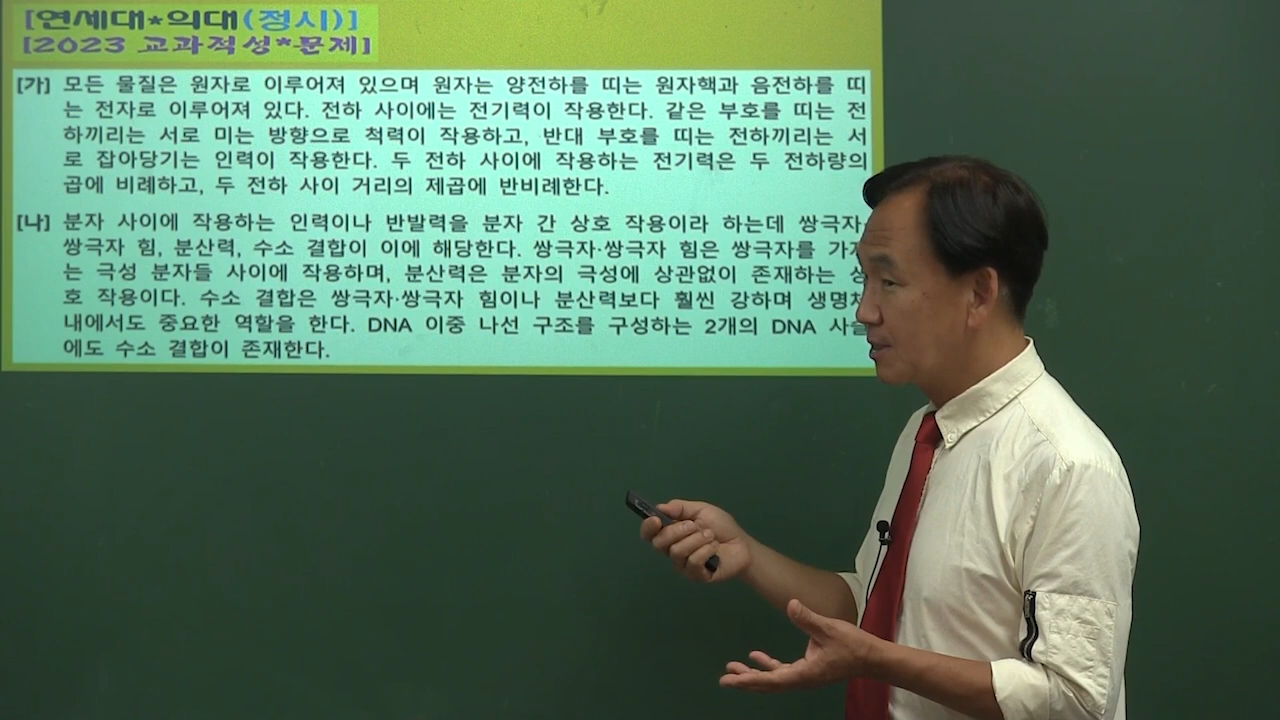 [연세대*의대(정시)]
[2023 교과적성*문제]
[가] 모든 물질은 원자로 이루어져 있으며 원자는 양전하를 띠는 원자핵과 음전하를 띠
는 전자로 이루어져 있다. 전하 사이에는 전기력이 작용한다. 같은 부호를 띠는 전
하끼리는 서로 미는 방향으로 척력이 작용하고, 반대 부호를 띠는 전하끼리는 서
로 잡아당기는 인력이 작용한다. 두 전하 사이에 작용하는 전기력은 두 전하량의
곱에 비례하고, 두 전하 사이 거리의 제곱에 반비례한다.
[나] 분자 사이에 작용하는 인력이나 반발력을 분자 간 상호 작용이라 하는데 쌍극자·
쌍극자 힘, 분산력, 수소 결합이 이에 해당한다. 쌍극자·쌍극자 힘은 쌍극자를 가지
는 극성 분자들 사이에 작용하며, 분산력은 분자의 극성에 상관없이 존재하는 상
호 작용이다. 수소 결합은 쌍극자·쌍극자 힘이나 분산력보다 훨씬 강하며 생명체
내에서도 중요한 역할을 한다. DNA 이중 나선 구조를 구성하는 2개의 DNA 사슬
에도 수소 결합이 존재한다.